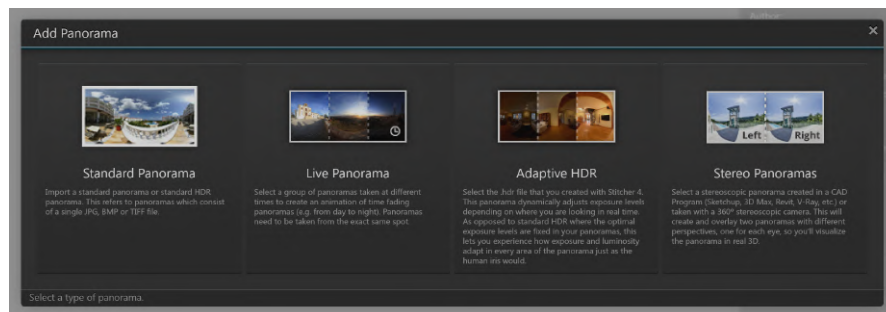 Author:
Add Panorama
Left
Right
Standard Panorama
Import a standard panorama or standard HDR
panorama. This refers to panoramas which consist
of a single JPG, BMP or TIFF file.
Live Panorama
Select a group of panoramas taken at different
times to create an animation of time fading
panoramas (e.g. from day to night). Panoramas
need to be taken from the exact same spot.
Adaptive HDR
Select the .hdr file that you created with Stitcher 4.
This panorama dynamically adjusts exposure levels
depending on where you are looking in real time.
As opposed to standard HDR where the optimal
exposure levels are fixed in your panoramas, this
lets you experience how exposure and luminosity
adapt in every area of the panorama just as the
human iris would.
Stereo Panoramas
Select a stereoscopic panorama created in a CAD
Program (Sketchup, 3D Max, Revit, V-Ray, etc.) or
taken with a 360° stereoscopic camera. This will
create and overlay two panoramas with different
perspectives, one for each eye, so you'll visualize
the panorama in real 3D.
Select a type of panorama.